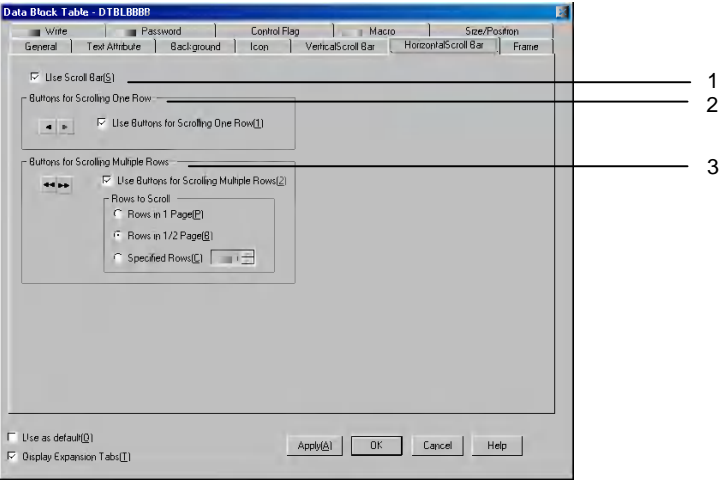 Data Block Table - DTBLBBBB
Write Password Control Flag Macro Size/Position
General Text Attribute Background Icon VerticalScroll Bar HorizontalScroll Bar Frame
Use Scroll Bar(S)
1
Buttons for Scrolling One Row
2
Use Buttons for Scrolling One Row(1)
Buttons for Scrolling Multiple Rows
3
Use Buttons for Scrolling Multiple Rows(2)
Rows to Scroll
Rows in 1 Page(P)
Rows in 1/2 Page(B)
Specified Rows(C)
Use as default(O)
Display Expansion Tabs(T)
Apply(A) OK Cancel Help